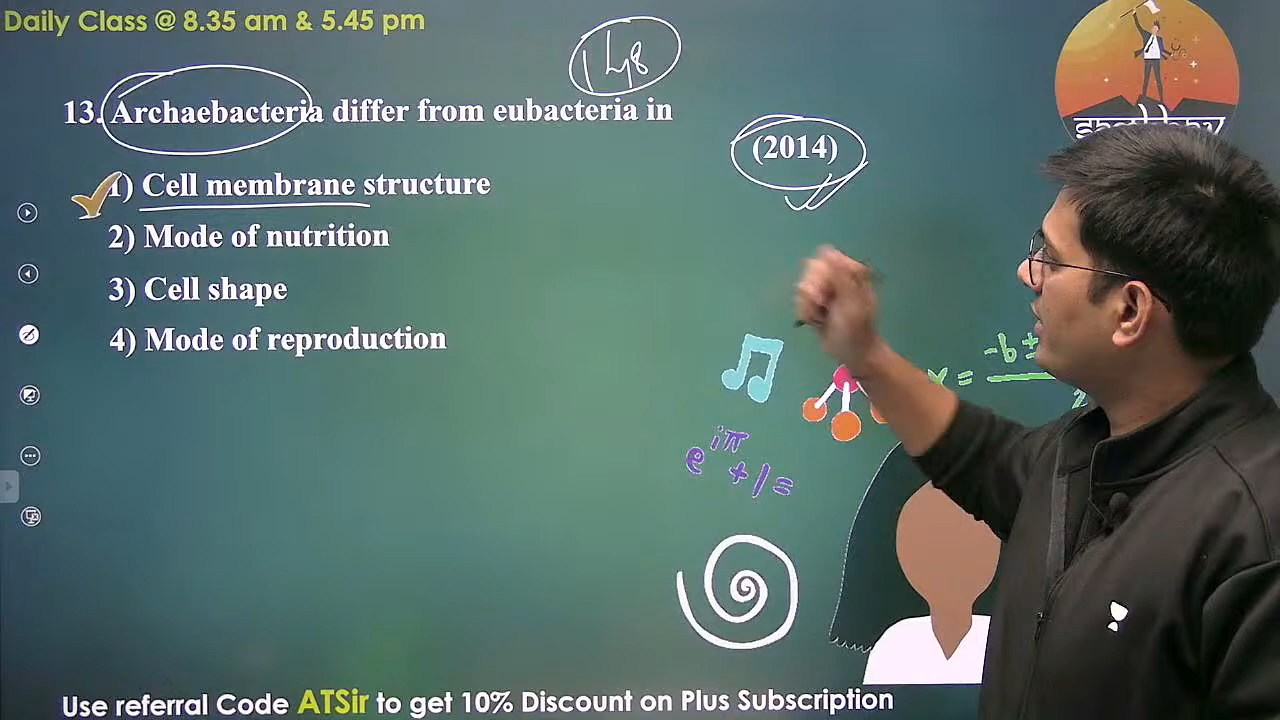 Daily Class @ 8.35 am & 5.45 pm
148
13. Archaebacteria differ from eubacteria in
(2014)
1) Cell membrane structure
2) Mode of nutrition
3) Cell shape
4) Mode of reproduction
x = -b ±
e^iπ + 1 =
Use referral Code ATSir to get 10% Discount on Plus Subscription